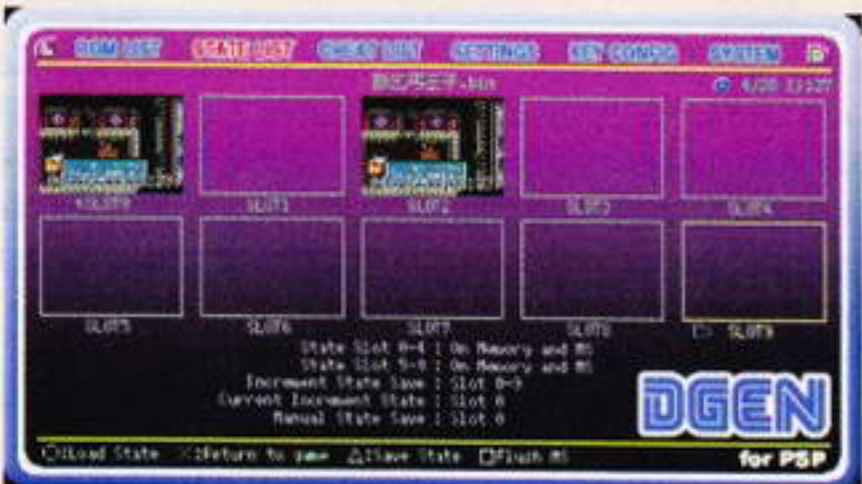 ROM LIST STATE LIST CHEAT LIST SETTINGS KEY CONFIG SYSTEM
.bin
SLOT0 SLOT1 SLOT2 SLOT3 SLOT4
SLOT5 SLOT6 SLOT7 SLOT8 SLOT9
State Slot 0-4 : On Memory and MS
State Slot 5-9 : On Memory and MS
Increment State Save : Slot 0-9
Current Increment State : Slot 0
Manual State Save : Slot 0
DGEN
○:Load State ×:Return to game △:Save State □:Flush MS
for PSP